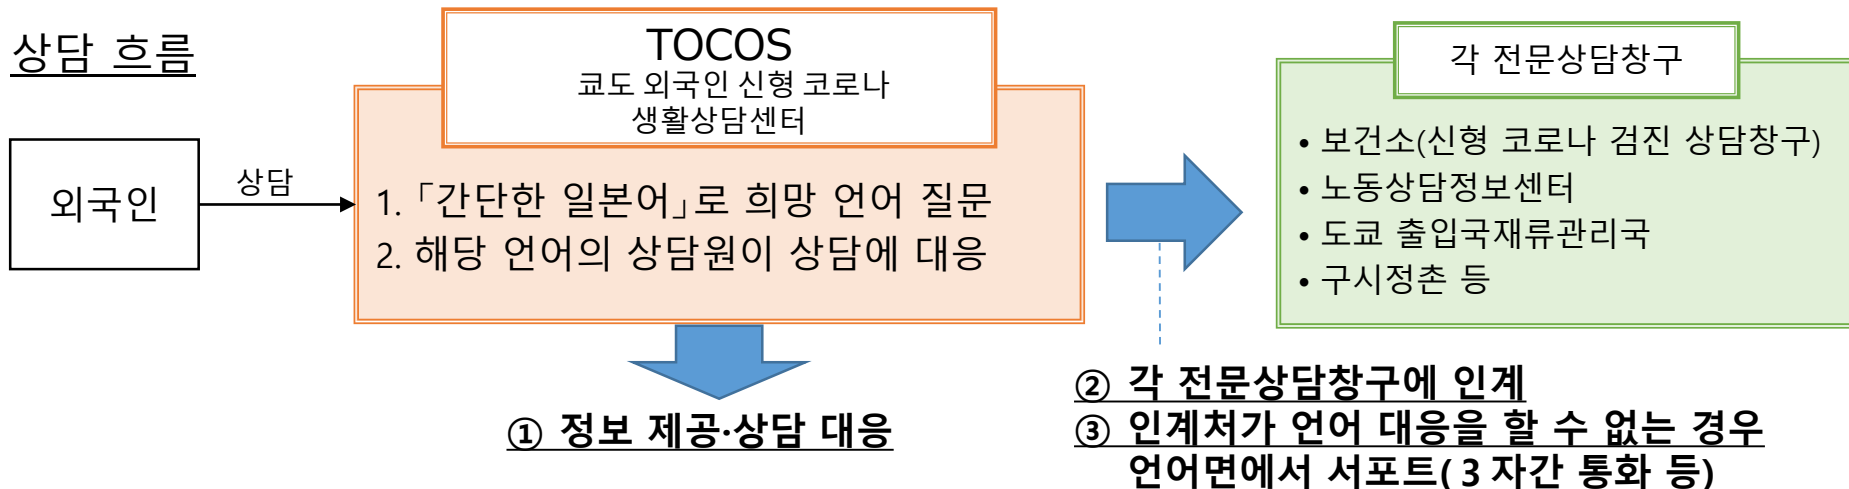 상담 흐름
외국인
상담
TOCOS
쿄도 외국인 신형 코로나
생활상담센터
1. 「간단한 일본어」로 희망 언어 질문
2. 해당 언어의 상담원이 상담에 대응
각 전문상담창구
• 보건소(신형 코로나 검진 상담창구)
• 노동상담정보센터
• 도쿄 출입국재류관리국
• 구시정촌 등
① 정보 제공·상담 대응
② 각 전문상담창구에 인계
③ 인계처가 언어 대응을 할 수 없는 경우
언어면에서 서포트( 3 자간 통화 등)